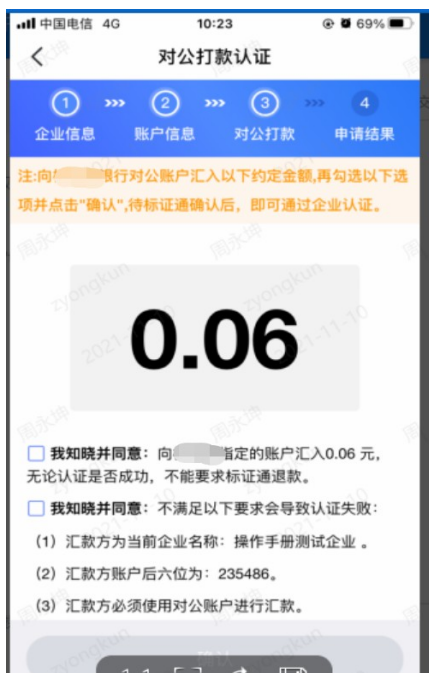 中国电信 4G 10:23 69%
对公打款认证
1 2 3 4
企业信息 账户信息 对公打款 申请结果
注:向 银行对公账户汇入以下约定金额,再勾选以下选
项并点击"确认",待标证通确认后，即可通过企业认证。
0.06
我知晓并同意：向 指定的账户汇入0.06 元，
无论认证是否成功，不能要求标证通退款。
我知晓并同意：不满足以下要求会导致认证失败：
(1）汇款方为当前企业名称：操作手册测试企业 。
(2）汇款方账户后六位为：235486。
(3）汇款方必须使用对公账户进行汇款。
确认
周永坤
zyongkun
2021-11-10